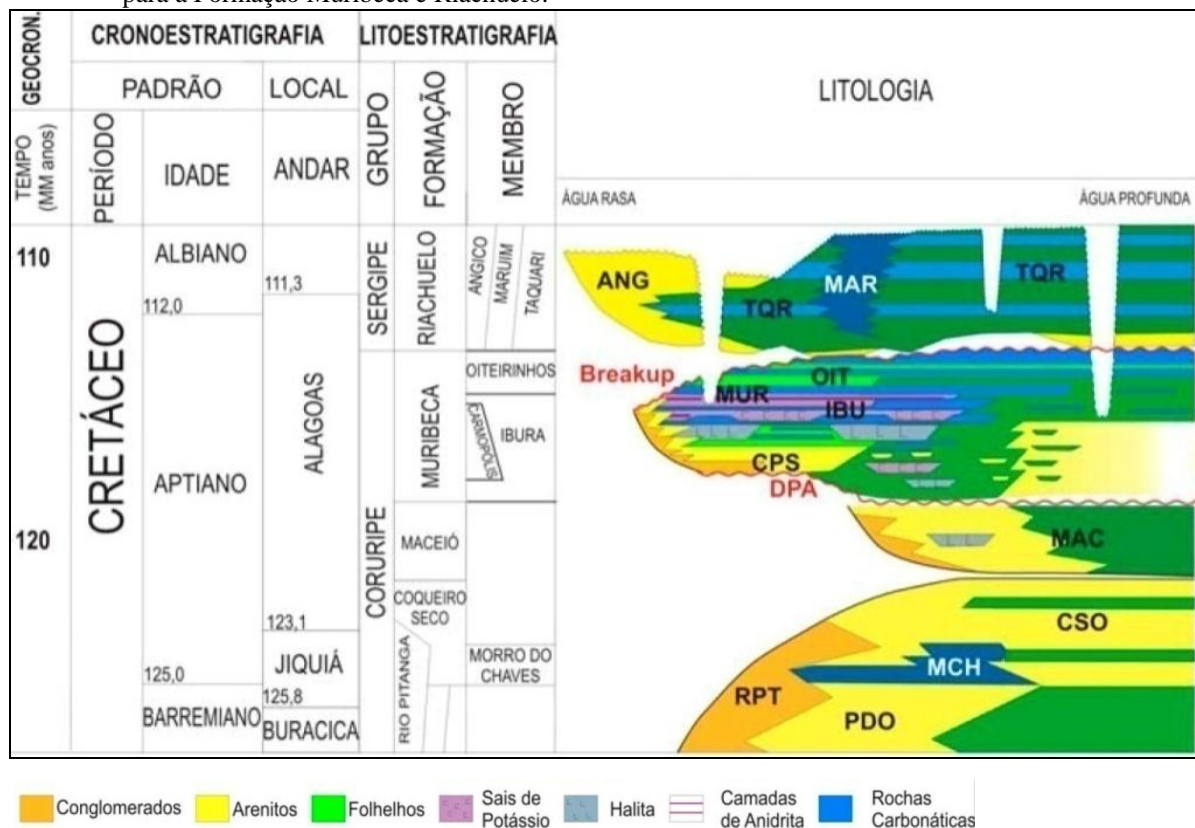 para a Formação Muribeca e Riachuelo.
GEOCRON.
CRONOESTRATIGRAFIA
LITOESTRATIGRAFIA
PADRÃO
LOCAL
LITOLOGIA
TEMPO
(MM anos)
PERÍODO
IDADE
ANDAR
GRUPO
FORMAÇÃO
MEMBRO
ÁGUA RASA
ÁGUA PROFUNDA
110
120
CRETÁCEO
ALBIANO
112,0
APTIANO
125,0
BARREMIANO
111,3
ALAGOAS
123,1
JIQUIÁ
125,8
BURACICA
SERGIPE
CORURIPE
RIACHUELO
MURIBECA
MACEIÓ
COQUEIRO
SECO
RIO PITANGA
ANGICO
MARUIM
TAQUARI
OITEIRINHOS
CARMOPÓLIS
IBURA
MORRO DO
CHAVES
ANG
MAR
TQR
TQR
Breakup
OIT
MUR
IBU
CPS
DPA
MAC
CSO
MCH
RPT
PDO
Conglomerados
Arenitos
Folhelhos
Sais de
Potássio
Halita
Camadas
de Anidrita
Rochas
Carbonáticas